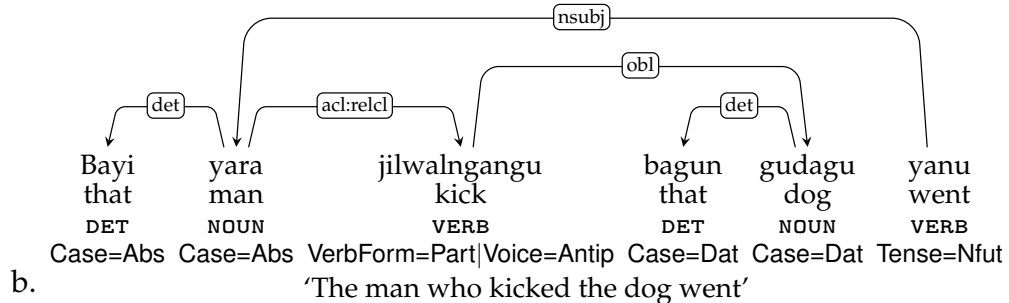 nsubj
obl
det acl:relcl det
Bayi yara jilwalngangu bagun gudagu yanu
that man kick that dog went
DET NOUN VERB DET NOUN VERB
Case=Abs Case=Abs VerbForm=Part|Voice=Antip Case=Dat Case=Dat Tense=Nfut
b. 'The man who kicked the dog went'